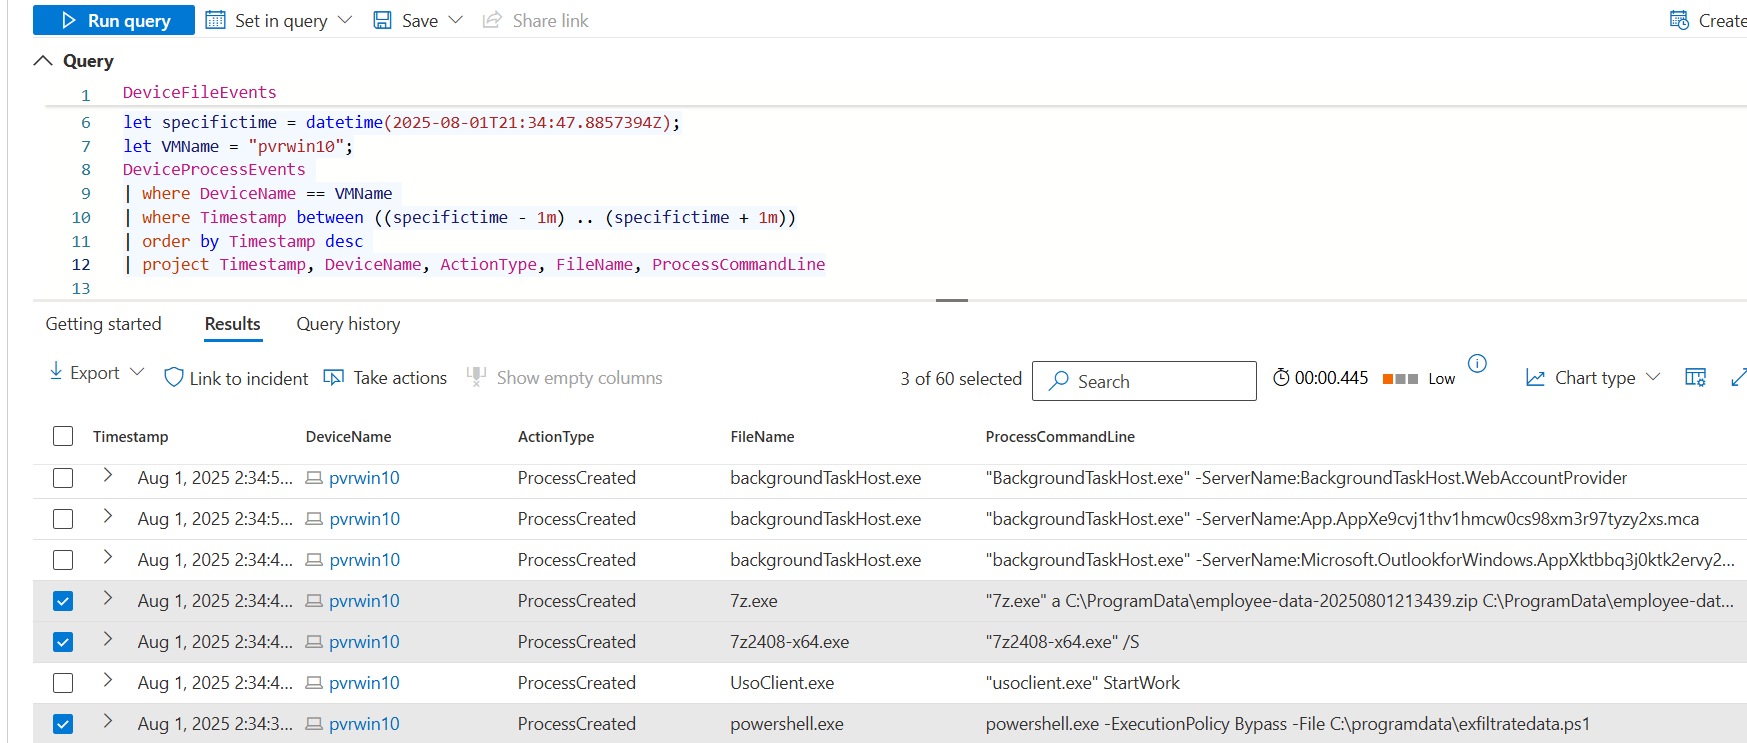 Run query Set in query Save Share link Create
Query
1 DeviceFileEvents
6 let specifictime = datetime(2025-08-01T21:34:47.8857394Z);
7 let VMName = "pvrwin10";
8 DeviceProcessEvents
9 | where DeviceName == VMName
10 | where Timestamp between ((specifictime - 1m) .. (specifictime + 1m))
11 | order by Timestamp desc
12 | project Timestamp, DeviceName, ActionType, FileName, ProcessCommandLine
13
Getting started Results Query history
Export Link to incident Take actions Show empty columns 3 of 60 selected Search 00:00.445 Low Chart type
Timestamp DeviceName ActionType FileName ProcessCommandLine
Aug 1, 2025 2:34:5... pvrwin10 ProcessCreated backgroundTaskHost.exe "BackgroundTaskHost.exe" -ServerName:BackgroundTaskHost.WebAccountProvider
Aug 1, 2025 2:34:5... pvrwin10 ProcessCreated backgroundTaskHost.exe "backgroundTaskHost.exe" -ServerName:App.AppXe9cvj1thv1hmcw0cs98xm3r97tyzy2xs.mca
Aug 1, 2025 2:34:4... pvrwin10 ProcessCreated backgroundTaskHost.exe "backgroundTaskHost.exe" -ServerName:Microsoft.OutlookforWindows.AppXktbbq3j0ktk2ervy2...
Aug 1, 2025 2:34:4... pvrwin10 ProcessCreated 7z.exe "7z.exe" a C:\ProgramData\employee-data-20250801213439.zip C:\ProgramData\employee-dat...
Aug 1, 2025 2:34:4... pvrwin10 ProcessCreated 7z2408-x64.exe "7z2408-x64.exe" /S
Aug 1, 2025 2:34:4... pvrwin10 ProcessCreated UsoClient.exe "usoclient.exe" StartWork
Aug 1, 2025 2:34:3... pvrwin10 ProcessCreated powershell.exe powershell.exe -ExecutionPolicy Bypass -File C:\programdata\exfiltratedata.ps1